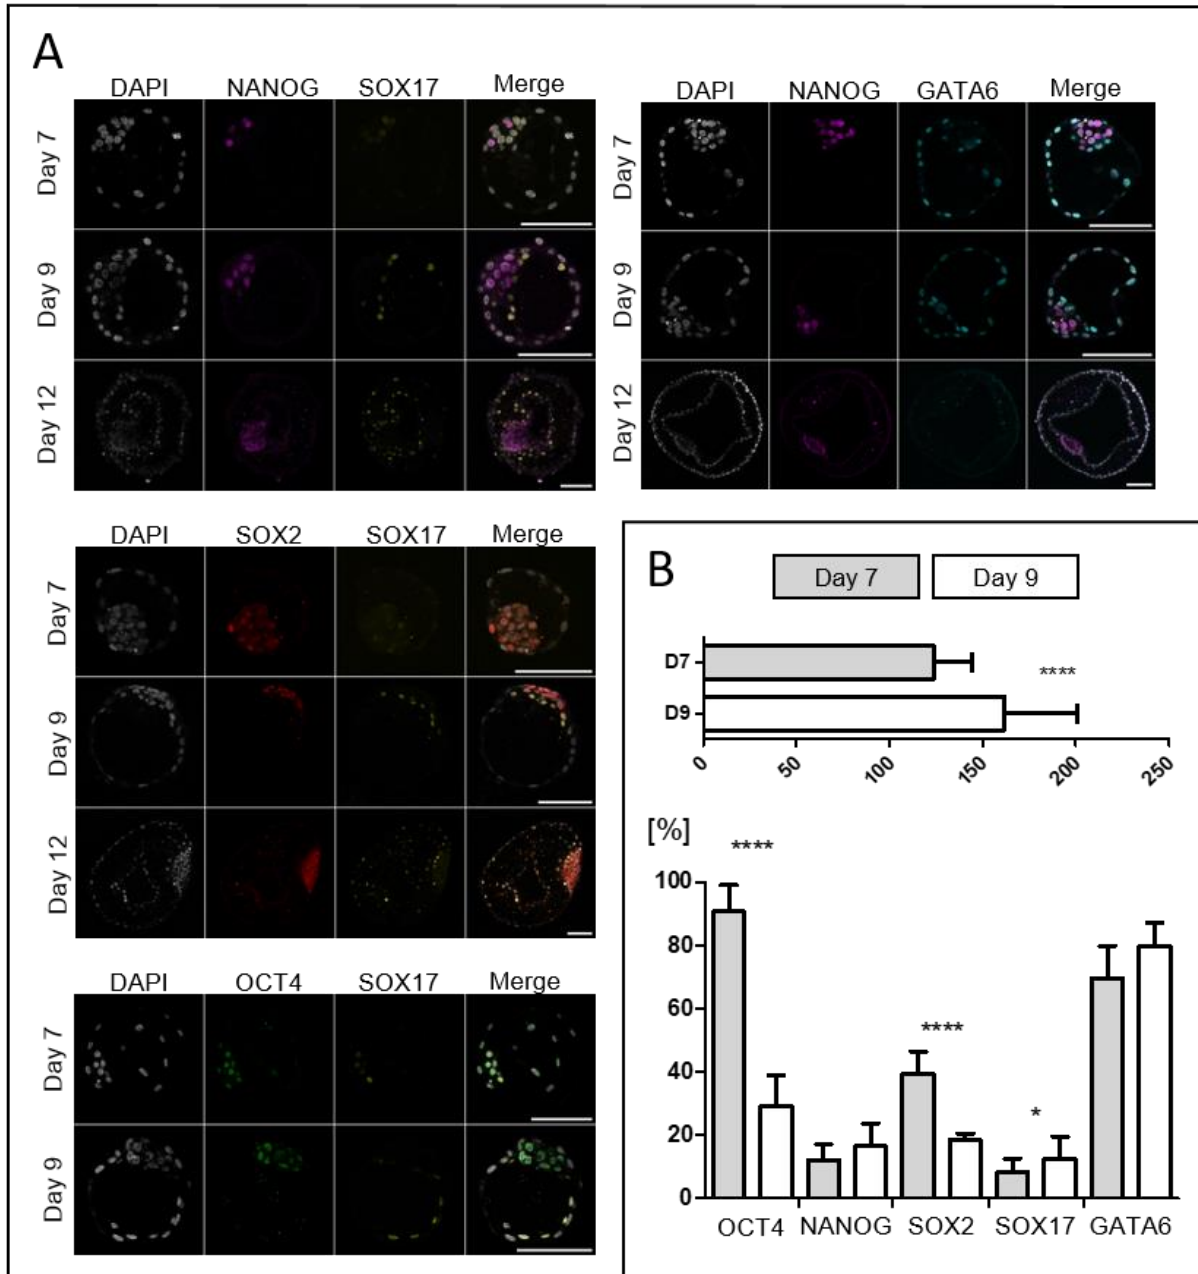 A
DAPI NANOG SOX17 Merge
Day 7
Day 9
Day 12
DAPI NANOG GATA6 Merge
Day 7
Day 9
Day 12
DAPI SOX2 SOX17 Merge
Day 7
Day 9
Day 12
DAPI OCT4 SOX17 Merge
Day 7
Day 9
B
Day 7 Day 9
D7
****
D9
0 50 100 150 200 250
[%]
****
100
80
60
****
40
*
20
0
OCT4 NANOG SOX2 SOX17 GATA6